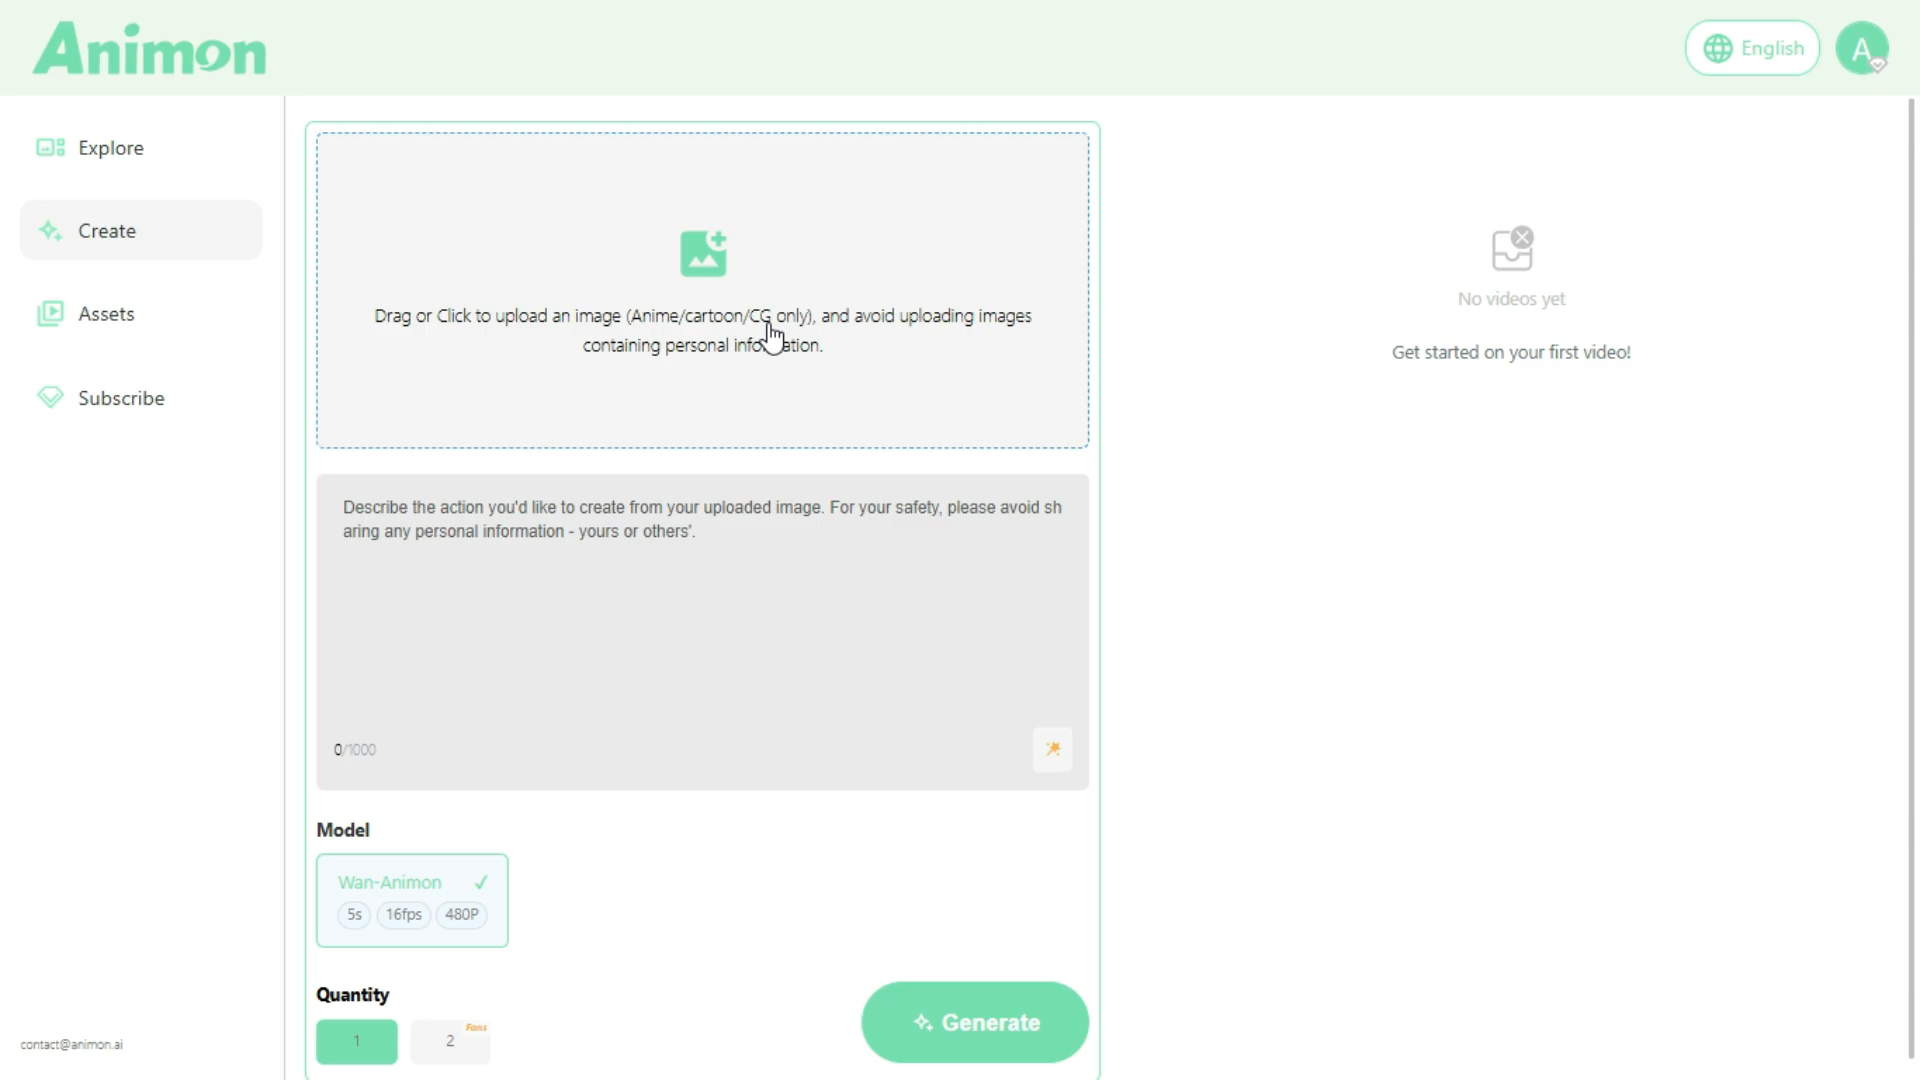 Animon
English
A
Explore
Create
Assets
Subscribe
contact@animon.ai
Drag or Click to upload an image (Anime/cartoon/CG only), and avoid uploading images
containing personal information.
Describe the action you'd like to create from your uploaded image. For your safety, please avoid sh
aring any personal information - yours or others'.
0/1000
Model
Wan-Animon
5s 16fps 480P
Quantity
1
2
Fans
Generate
No videos yet
Get started on your first video!